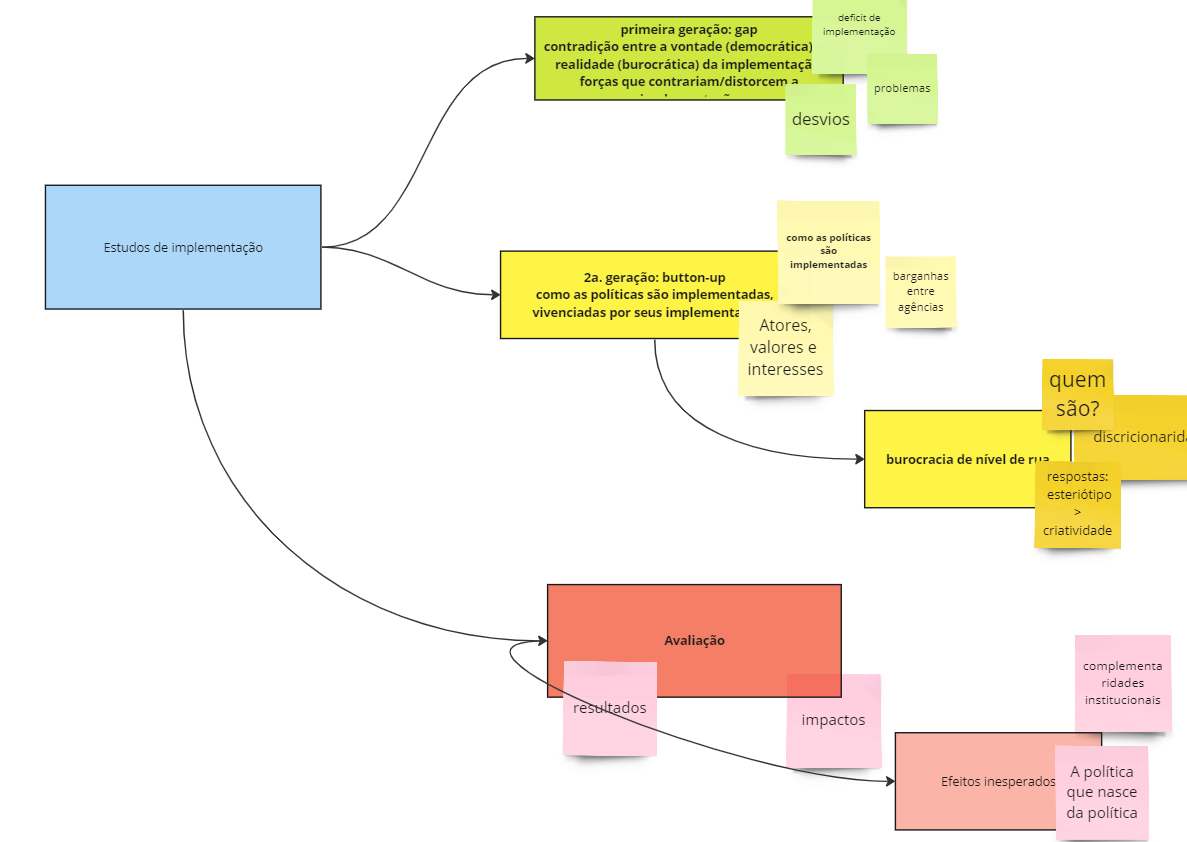 deficit de
implementação
primeira geração: gap
contradição entre a vontade (democrática)
realidade (burocrática) da implementaçã
forças que contrariam/distorcem a
problemas
desvios
Estudos de implementação
como as políticas
são
implementadas
2a. geração: button-up
como as políticas são implementadas,
vivenciadas por seus implementa
barganhas
entre
agências
Atores,
valores e
interesses
quem
são?
discricionarida
burocracia de nível de rua
respostas:
esteriótipo
>
criatividade
Avaliação
resultados
impactos
complementa
ridades
institucionais
Efeitos inesperados
A política
que nasce
da política